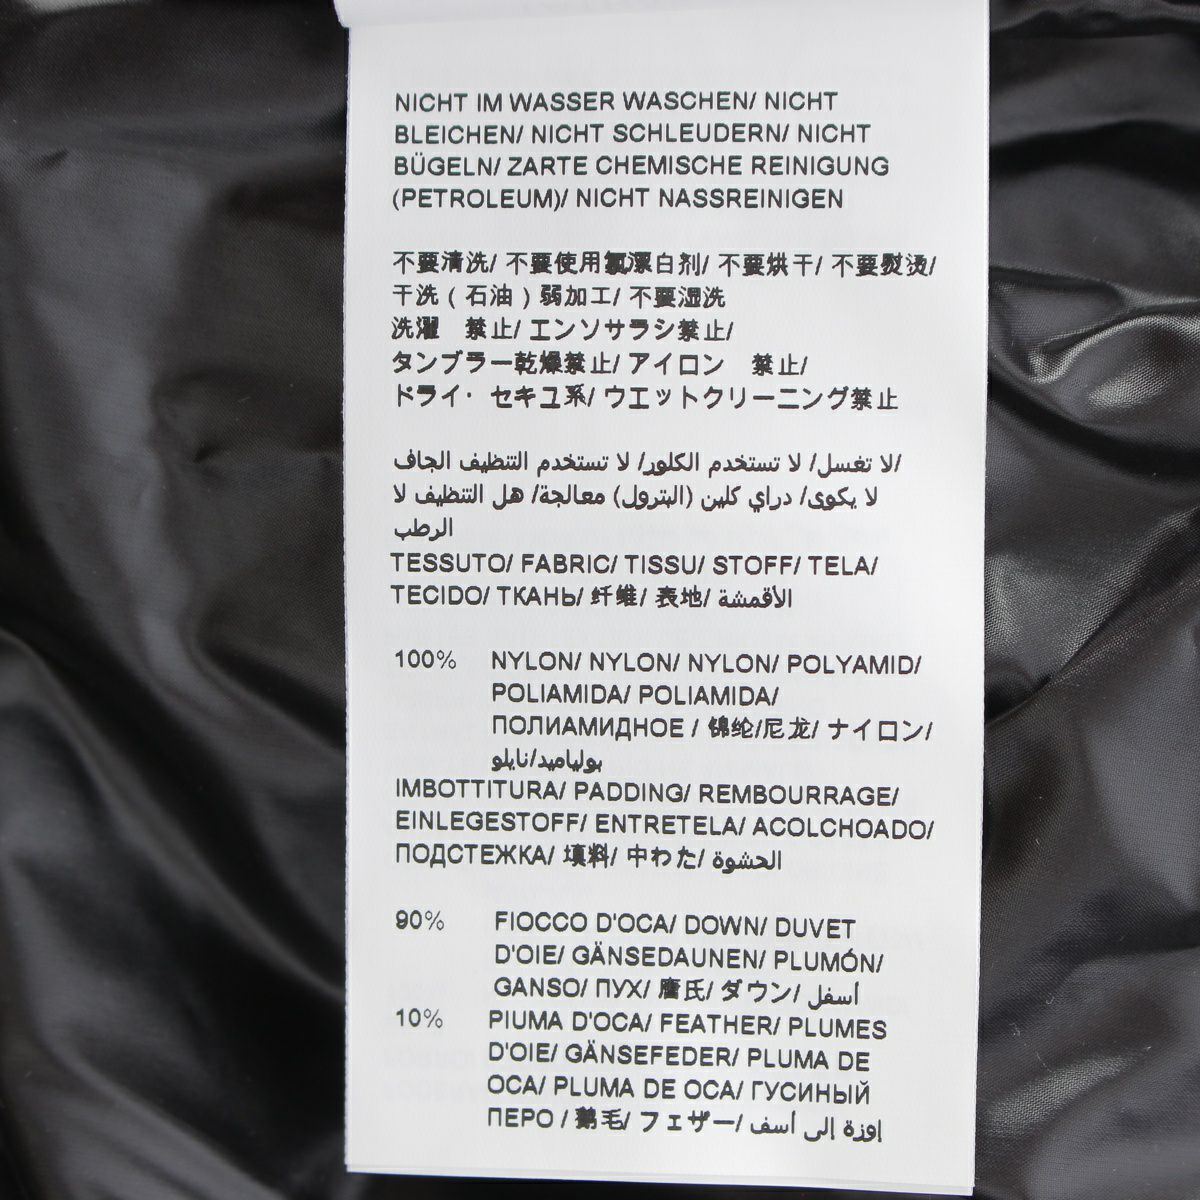 NICHT IM WASSER WASCHEN/ NICHT
BLEICHEN/ NICHT SCHLEUDERN/ NICHT
BÜGELN/ ZARTE CHEMISCHE REINIGUNG
(PETROLEUM)/ NICHT NASSREINIGEN
不要清洗/ 不要使用氯漂白剂/ 不要烘干/ 不要熨烫/
干洗（石油）弱加工/ 不要湿洗
洗濯　禁止/ エンソサラシ禁止/
タンブラー乾燥禁止/ アイロン　禁止/
ドライ・セキユ系/ ウエットクリーニング禁止
لا تغسل/ لا تستخدم الكلور/ لا تستخدم التنظيف الجاف/
لا يكوى/ دراي كلين (البترول) معالجة/ هل التنظيف لا
الرطب
TESSUTO/ FABRIC/ TISSU/ STOFF/ TELA/
TECIDO/ ТКАНЬ/ 纤维/ 表地/ الأقمشة
100% NYLON/ NYLON/ NYLON/ POLYAMID/
POLIAMIDA/ POLIAMIDA/
ПОЛИАМИДНОЕ / 锦纶/尼龙/ ナイロン/
بولياميد/نايلو
IMBOTTITURA/ PADDING/ REMBOURRAGE/
EINLEGESTOFF/ ENTRETELA/ ACOLCHOADO/
ПОДСТЕЖКА/ 填料/ 中わた/ الحشوة
90% FIOCCO D'OCA/ DOWN/ DUVET
D'OIE/ GÄNSEDAUNEN/ PLUMÓN/
GANSO/ ПУХ/ 氏/ ダウン/ أسفل
10% PIUMA D'OCA/ FEATHER/ PLUMES
D'OIE/ GÄNSEFEDER/ PLUMA DE
OCA/ PLUMA DE OCA/ ГУСИНЫЙ
ПЕРО / 鹅毛/ フェザー/ إوزة إلى أسف